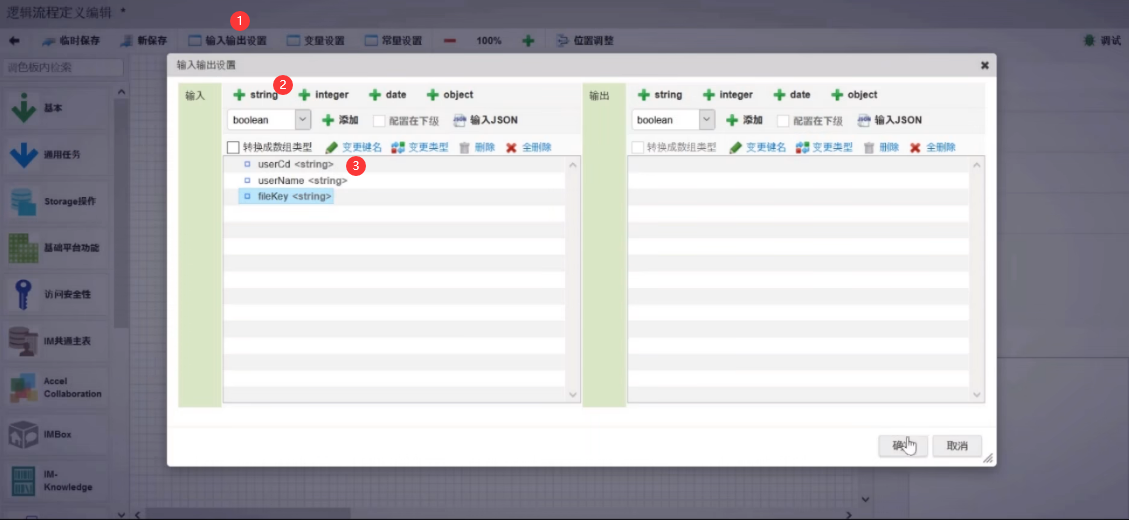 逻辑流程定义编辑 *
1
临时保存 新保存 输入输出设置 变量设置 常量设置 100% 位置调整 调试
调色板内检索
基本
通用任务
Storage操作
基础平台功能
访问安全性
IM共通主表
Accel
Collaboration
IMBox
IM-
Knowledge
输入输出设置
2
输入 string integer date object
boolean 添加 配置在下级 输入JSON
转换成数组类型 变更键名 变更类型 删除 全删除
3
userCd <string>
userName <string>
fileKey <string>
输出 string integer date object
boolean 添加 配置在下级 输入JSON
转换成数组类型 变更键名 变更类型 删除 全删除
取消